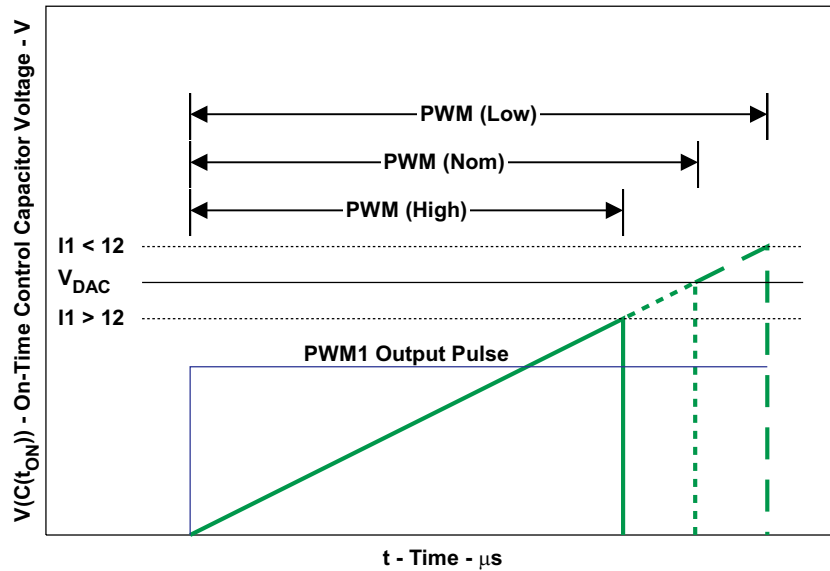 V(C(tON)) - On-Time Control Capacitor Voltage - V
PWM (Low)
PWM (Nom)
PWM (High)
I1 < 12
VDAC
I1 > 12
PWM1 Output Pulse
t - Time - μs